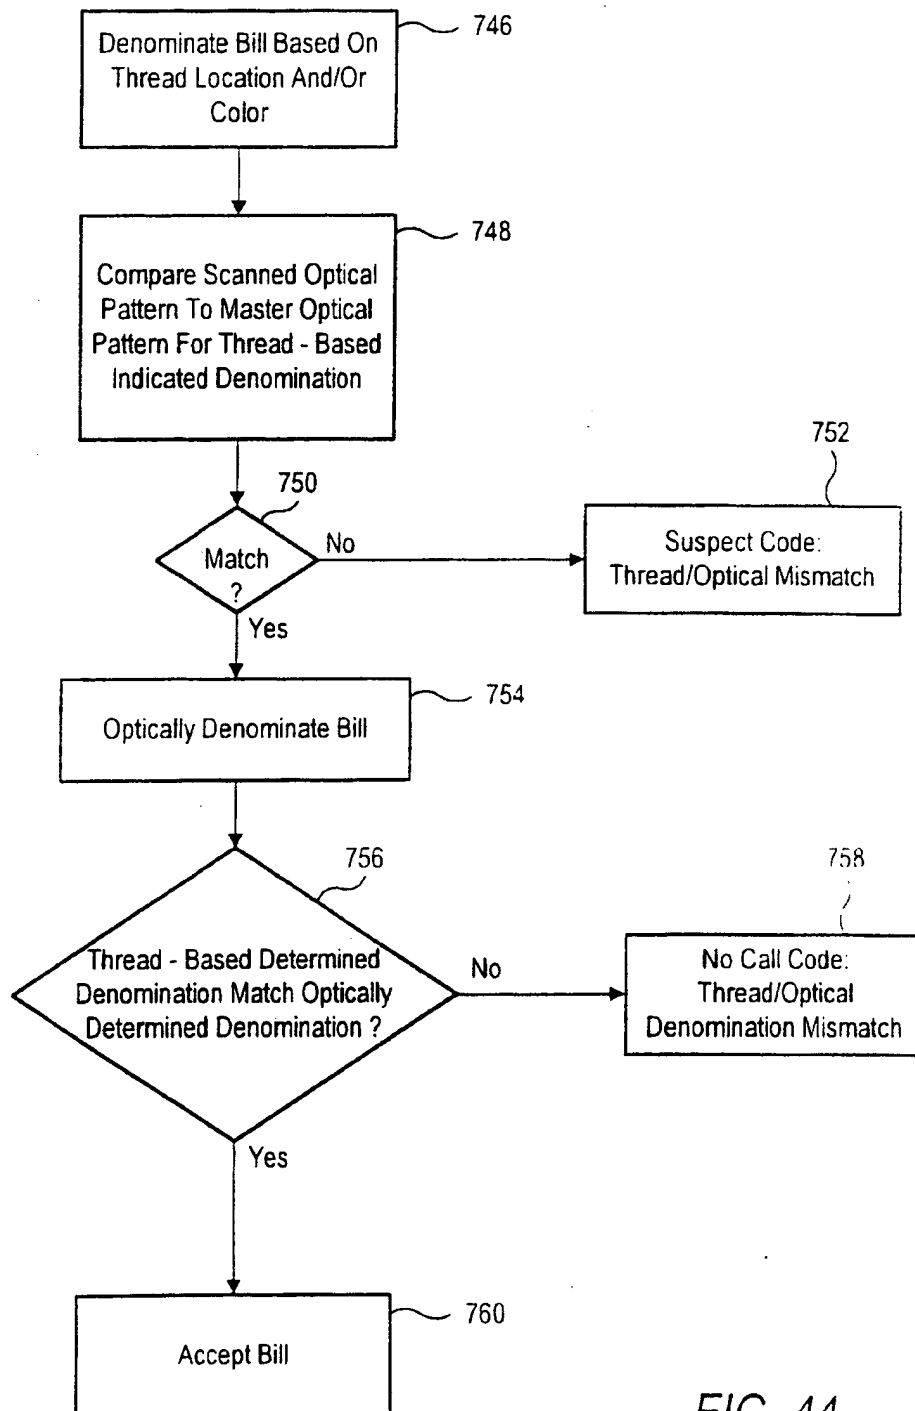 Denominate Bill Based On
Thread Location And/Or
Color
746
Compare Scanned Optical
Pattern To Master Optical
Pattern For Thread - Based
Indicated Denomination
748
750
Match
?
No
Yes
752
Suspect Code:
Thread/Optical Mismatch
Optically Denominate Bill
754
756
Thread - Based Determined
Denomination Match Optically
Determined Denomination ?
No
Yes
758
No Call Code:
Thread/Optical
Denomination Mismatch
Accept Bill
760
FIG. 44